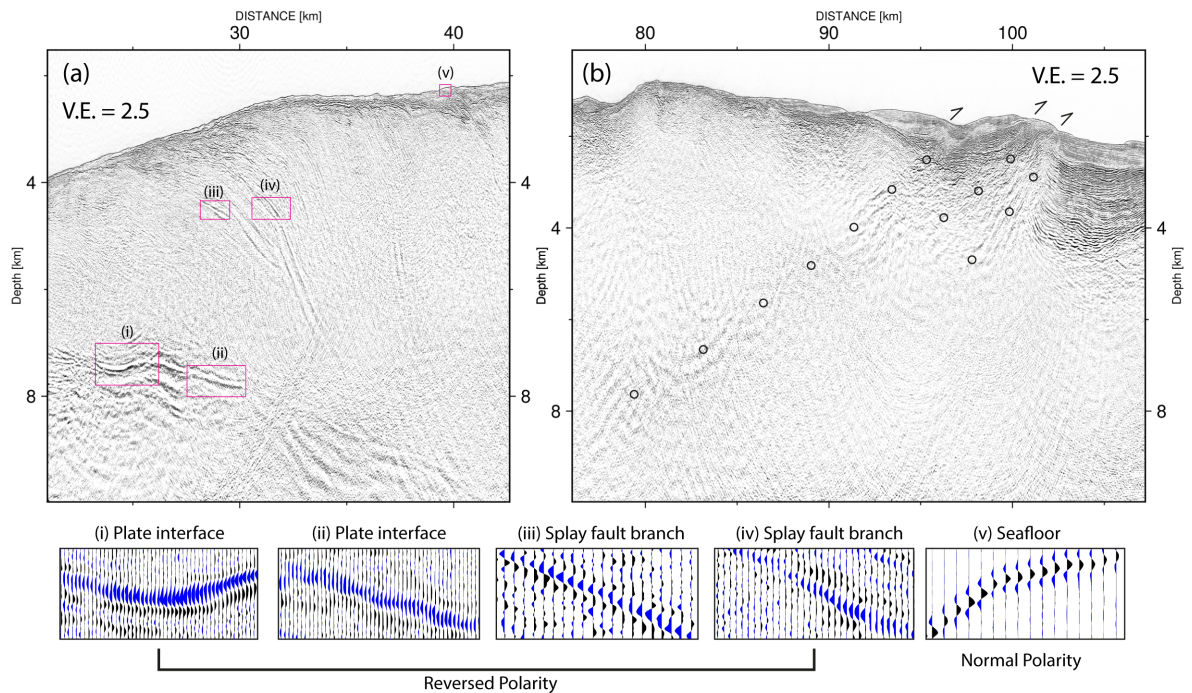 DISTANCE [km]
30 40
(a)
V.E. = 2.5
(v)
(iii)
(iv)
(i)
(ii)
4 4
8 8
Depth [km]
Depth [km]
DISTANCE [km]
80 90 100
(b)
V.E. = 2.5
4 4
8 8
Depth [km]
Depth [km]
(i) Plate interface
(ii) Plate interface
(iii) Splay fault branch
(iv) Splay fault branch
(v) Seafloor
Reversed Polarity
Normal Polarity